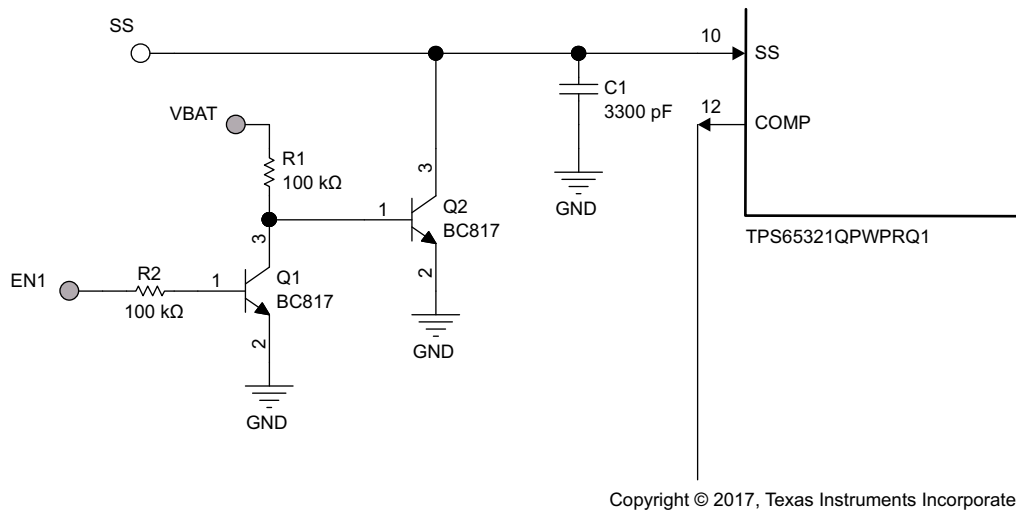 SS
10
SS
C1
3300 pF
12
COMP
VBAT
R1
100 kΩ
3
GND
1
Q2
BC817
TPS65321QPWPRQ1
3
EN1
R2
100 kΩ
1
Q1
BC817
2
GND
2
GND
Copyright © 2017, Texas Instruments Incorporate